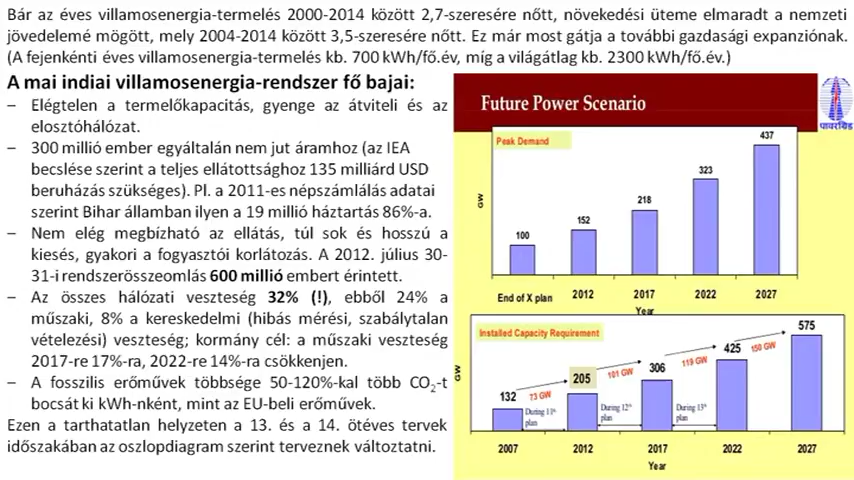 Bár az éves villamosenergia-termelés 2000-2014 között 2,7-szeresére nőtt, növekedési üteme elmaradt a nemzeti
jövedelemé mögött, mely 2004-2014 között 3,5-szeresére nőtt. Ez már most gátja a további gazdasági expanziónak.
(A fejenkénti éves villamosenergia-termelés kb. 700 kWh/fő.év, míg a világátlag kb. 2300 kWh/fő.év.)
A mai indiai villamosenergia-rendszer fő bajai:
– Elégtelen a termelőkapacitás, gyenge az átviteli és az
elosztóhálózat.
– 300 millió ember egyáltalán nem jut áramhoz (az IEA
becslése szerint a teljes ellátottsághoz 135 milliárd USD
beruházás szükséges). Pl. a 2011-es népszámlálás adatai
szerint Bihar államban ilyen a 19 millió háztartás 86%-a.
– Nem elég megbízható az ellátás, túl sok és hosszú a
kiesés, gyakori a fogyasztói korlátozás. A 2012. július 30-
31-i rendszerösszeomlás 600 millió embert érintett.
– Az összes hálózati veszteség 32% (!), ebből 24% a
műszaki, 8% a kereskedelmi (hibás mérési, szabálytalan
vételezési) veszteség; kormány cél: a műszaki veszteség
2017-re 17%-ra, 2022-re 14%-ra csökkenjen.
– A fosszilis erőművek többsége 50-120%-kal több CO2-t
bocsát ki kWh-nként, mint az EU-beli erőművek.
Ezen a tarthatatlan helyzeten a 13. és a 14. ötéves tervek
időszakában az oszlopdiagram szerint terveznek változtatni.
Future Power Scenario
पावरग्रिड
Peak Demand
GW
100
152
218
323
437
End of X plan
2012
2017
2022
2027
Year
Installed Capacity Requirement
GW
132
205
306
425
575
73 GW
101 GW
119 GW
150 GW
During 11th
plan
During 12th
plan
During 13th
plan
2007
2012
2017
2022
2027
Year